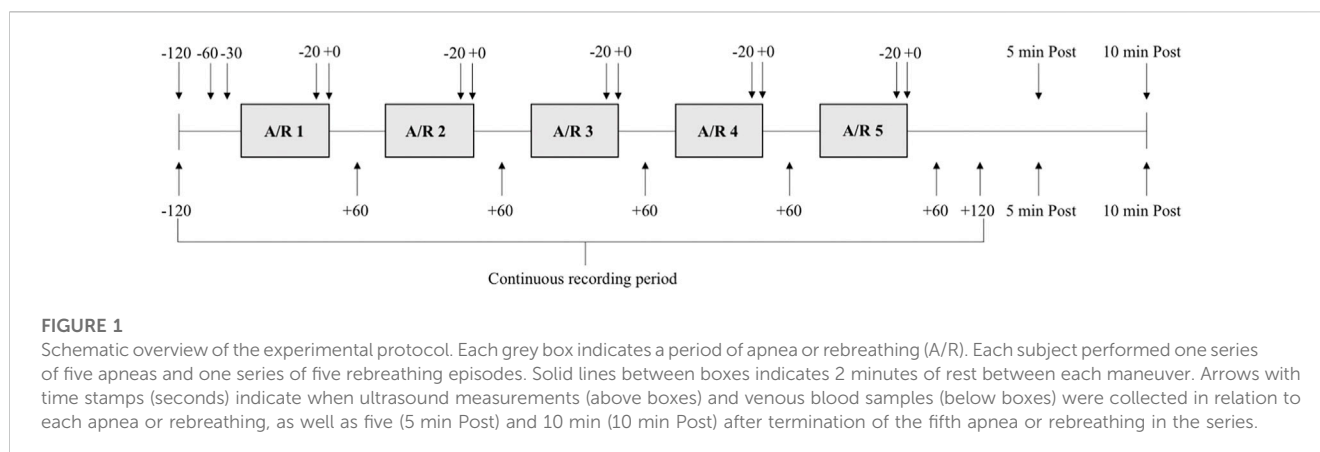 -120 -60 -30 -20 +0 -20 +0 -20 +0 -20 +0 -20 +0 5 min Post 10 min Post
A/R 1 A/R 2 A/R 3 A/R 4 A/R 5
-120 +60 +60 +60 +60 +60 +120 5 min Post 10 min Post
Continuous recording period
FIGURE 1
Schematic overview of the experimental protocol. Each grey box indicates a period of apnea or rebreathing (A/R). Each subject performed one series
of five apneas and one series of five rebreathing episodes. Solid lines between boxes indicates 2 minutes of rest between each maneuver. Arrows with
time stamps (seconds) indicate when ultrasound measurements (above boxes) and venous blood samples (below boxes) were collected in relation to
each apnea or rebreathing, as well as five (5 min Post) and 10 min (10 min Post) after termination of the fifth apnea or rebreathing in the series.